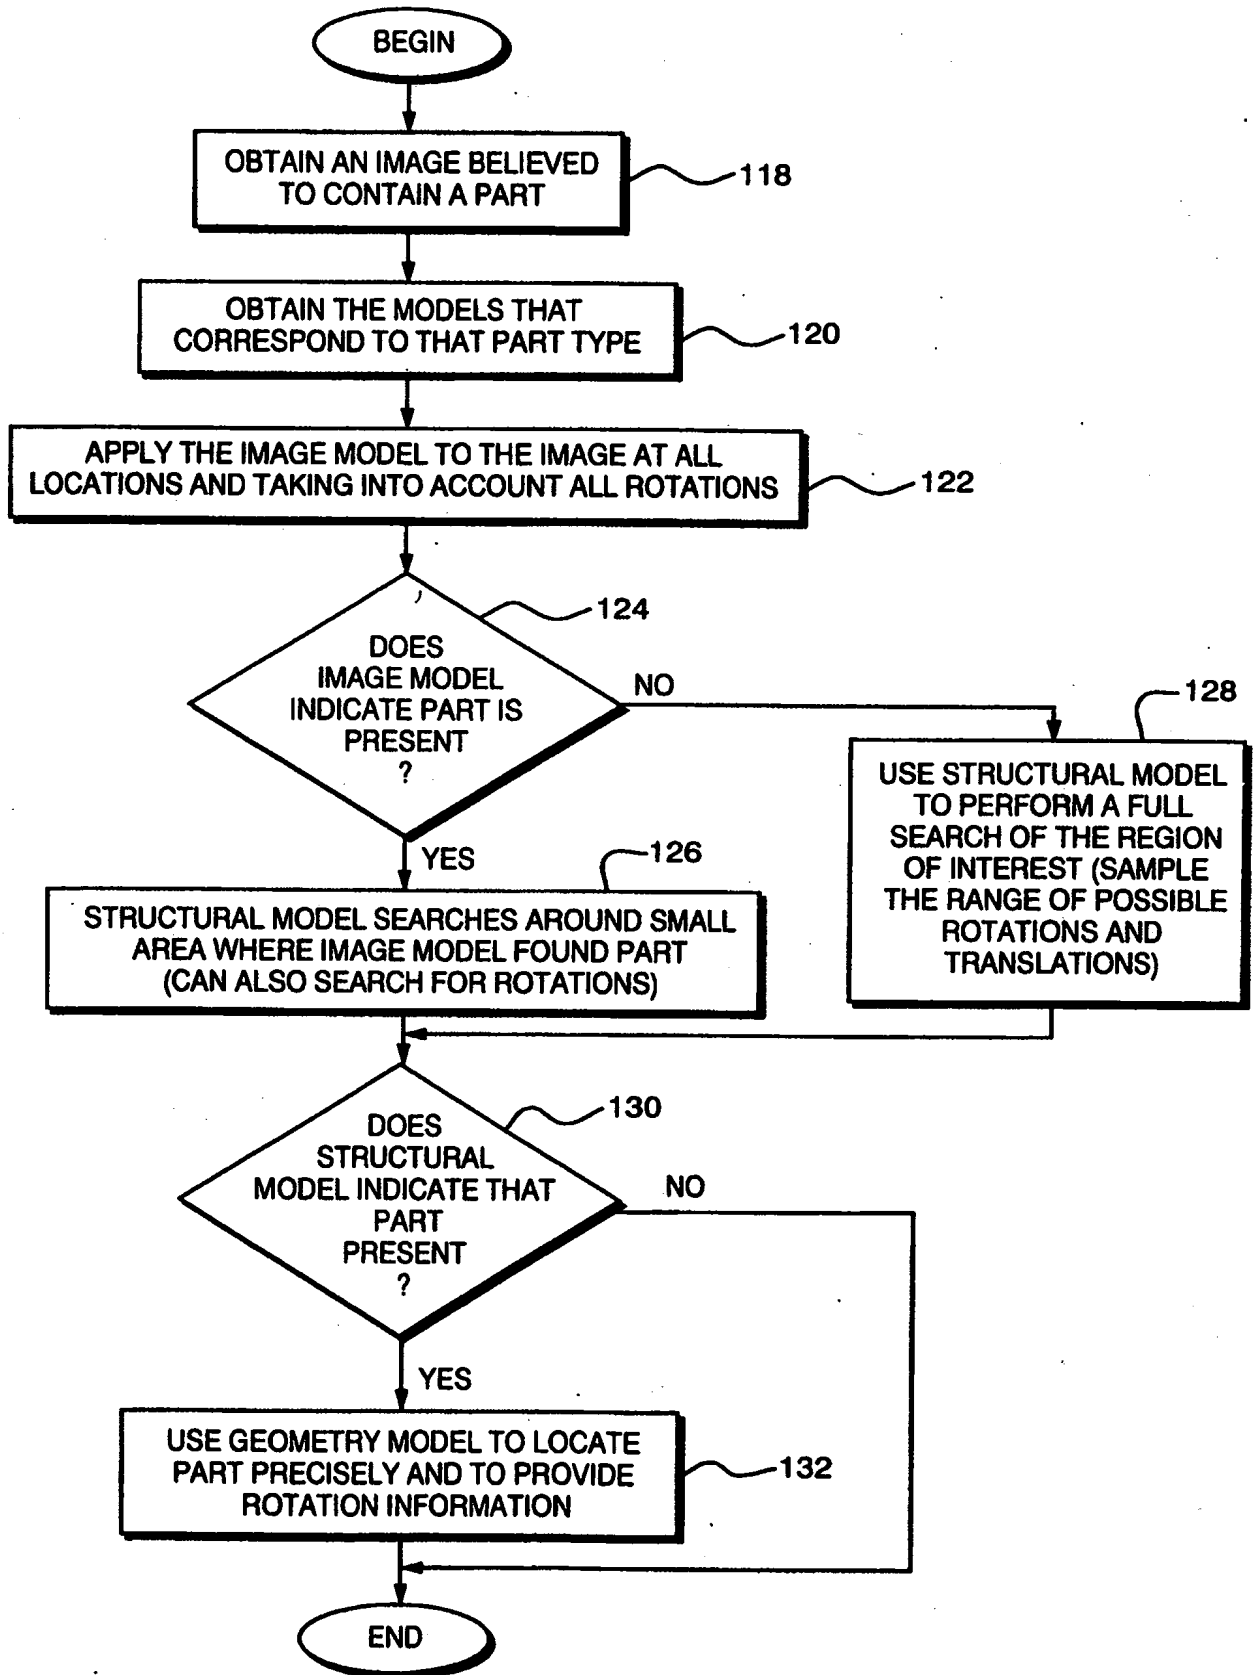 BEGIN
OBTAIN AN IMAGE BELIEVED
TO CONTAIN A PART
118
OBTAIN THE MODELS THAT
CORRESPOND TO THAT PART TYPE
120
APPLY THE IMAGE MODEL TO THE IMAGE AT ALL
LOCATIONS AND TAKING INTO ACCOUNT ALL ROTATIONS
122
124
DOES
IMAGE MODEL
INDICATE PART IS
PRESENT
?
NO
128
USE STRUCTURAL MODEL
TO PERFORM A FULL
SEARCH OF THE REGION
OF INTEREST (SAMPLE
THE RANGE OF POSSIBLE
ROTATIONS AND
TRANSLATIONS)
YES
126
STRUCTURAL MODEL SEARCHES AROUND SMALL
AREA WHERE IMAGE MODEL FOUND PART
(CAN ALSO SEARCH FOR ROTATIONS)
130
DOES
STRUCTURAL
MODEL INDICATE THAT
PART
PRESENT
?
NO
YES
USE GEOMETRY MODEL TO LOCATE
PART PRECISELY AND TO PROVIDE
ROTATION INFORMATION
132
END